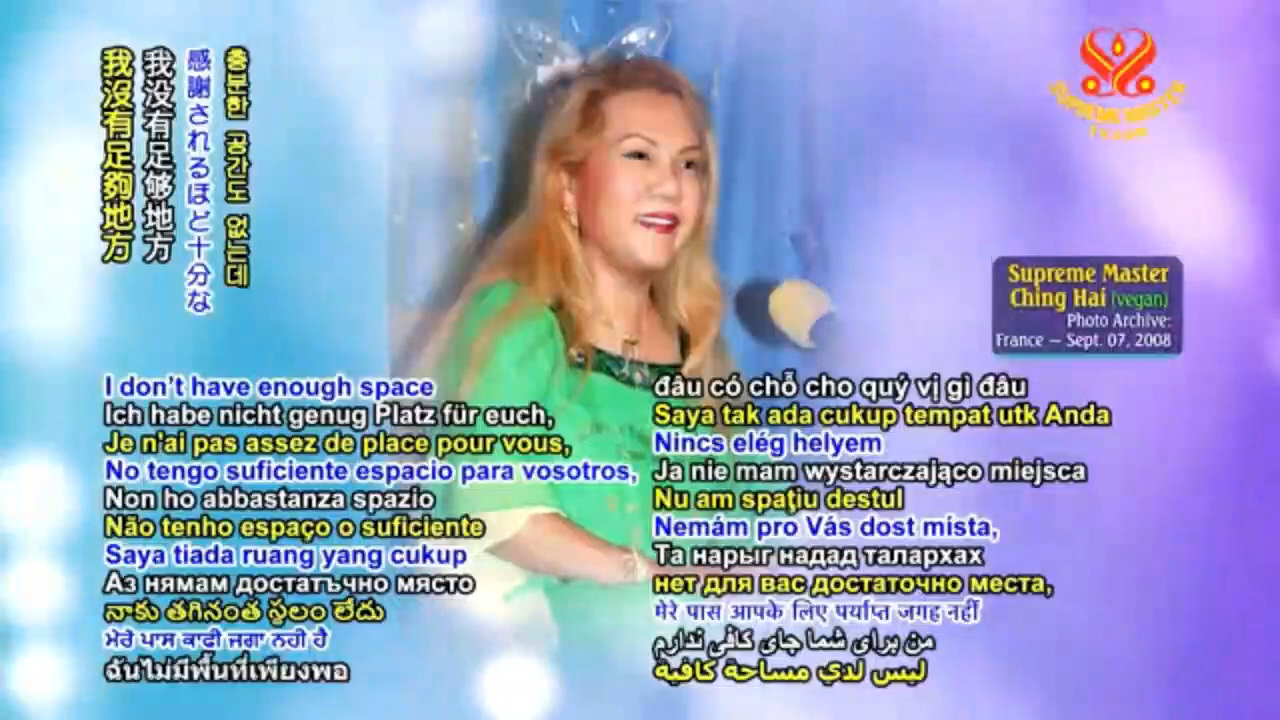 我沒有足夠地方
我没有足够地方
感謝されるほど十分な
충분한 공간도 없는데
SUPREME MASTER
TV.COM
Supreme Master
Ching Hai (vegan)
Photo Archive:
France – Sept. 07, 2008
I don't have enough space
Ich habe nicht genug Platz für euch,
Je n'ai pas assez de place pour vous,
No tengo suficiente espacio para vosotros,
Non ho abbastanza spazio
Não tenho espaço o suficiente
Saya tiada ruang yang cukup
Аз нямам достатъчно място
నాకు తగినంత స్థలం లేదు
ਮੇਰੇ ਪਾਸ ਕਾਫੀ ਜਗਾ ਨਹੀ ਹੈ
ฉันไม่มีพื้นที่เพียงพอ
đâu có chỗ cho quý vị gì đâu
Saya tak ada cukup tempat utk Anda
Nincs elég helyem
Ja nie mam wystarczająco miejsca
Nu am spaţiu destul
Nemám pro Vás dost místa,
Та нарыг надад талархах
нет для вас достаточно места,
मेरे पास आपके लिए पर्याप्त जगह नहीं
من برای شما جای کافی ندارم
ليس لدي مساحة كافية